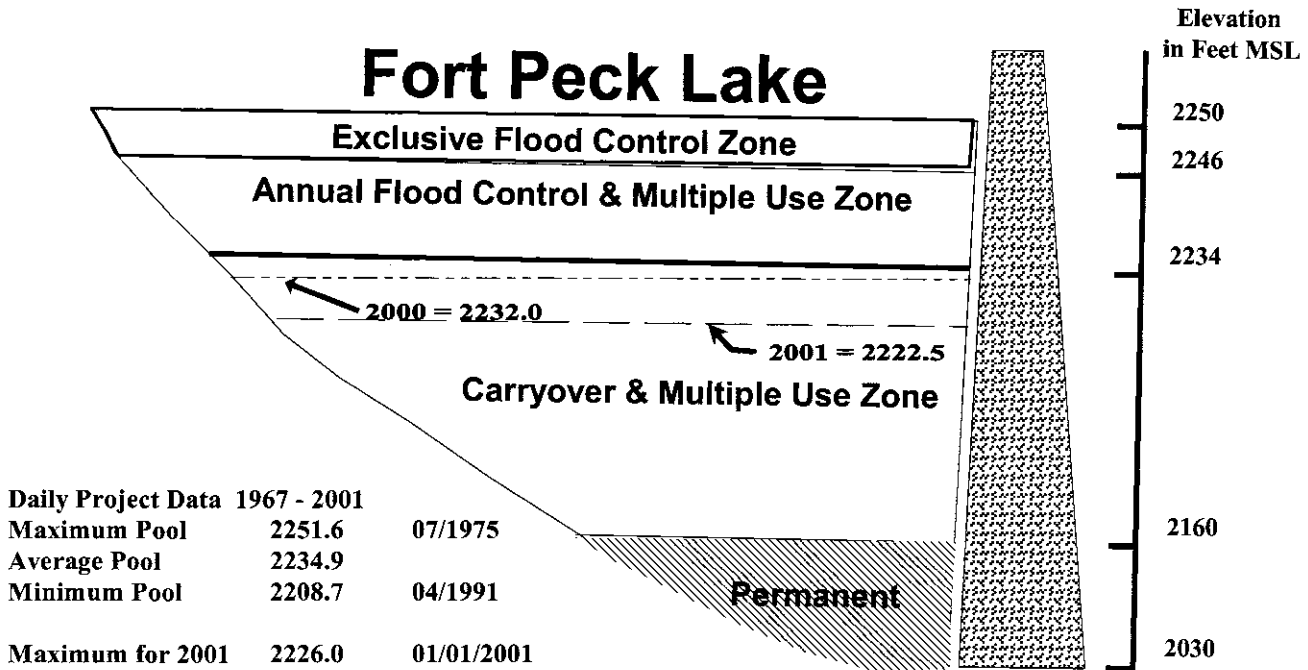 Elevation
in Feet MSL
Fort Peck Lake
2250
Exclusive Flood Control Zone
2246
Annual Flood Control & Multiple Use Zone
2234
2000 = 2232.0
2001 = 2222.5
Carryover & Multiple Use Zone
Daily Project Data 1967 - 2001
Maximum Pool 2251.6 07/1975
2160
Average Pool 2234.9
Minimum Pool 2208.7 04/1991
Permanent
Maximum for 2001 2226.0 01/01/2001
2030